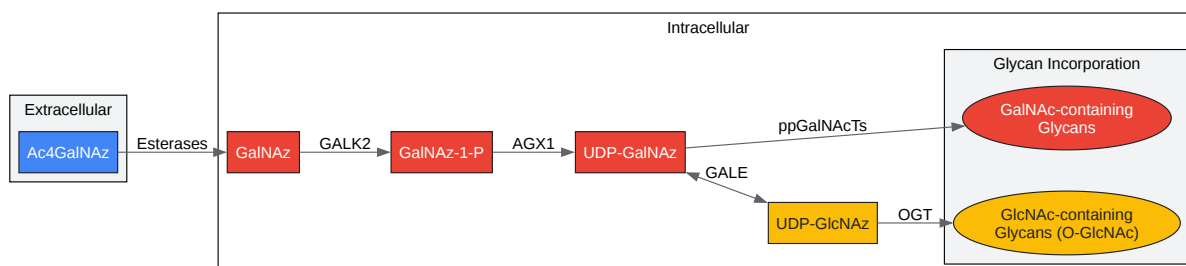 Intracellular
Extracellular
Glycan Incorporation
Ac4GalNAz
Esterases
GalNAz
GALK2
GalNAz-1-P
AGX1
UDP-GalNAz
ppGalNAcTs
GalNAc-containing
Glycans
GALE
UDP-GlcNAz
OGT
GlcNAc-containing
Glycans (O-GlcNAc)